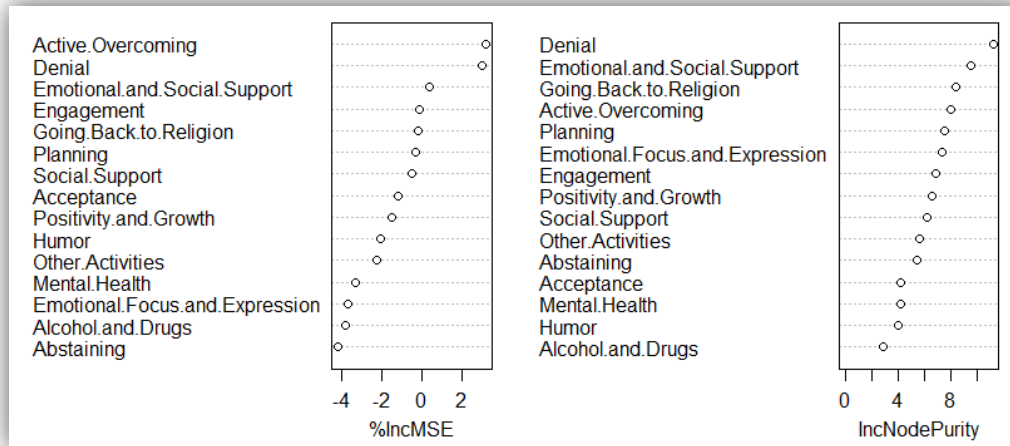 Active.Overcoming
Denial
Emotional.and.Social.Support
Engagement
Going.Back.to.Religion
Planning
Social.Support
Acceptance
Positivity.and.Growth
Humor
Other.Activities
Mental.Health
Emotional.Focus.and.Expression
Alcohol.and.Drugs
Abstaining
-4 -2 0 2
%IncMSE
Denial
Emotional.and.Social.Support
Going.Back.to.Religion
Active.Overcoming
Planning
Emotional.Focus.and.Expression
Engagement
Positivity.and.Growth
Social.Support
Other.Activities
Abstaining
Acceptance
Mental.Health
Humor
Alcohol.and.Drugs
0 4 8
IncNodePurity